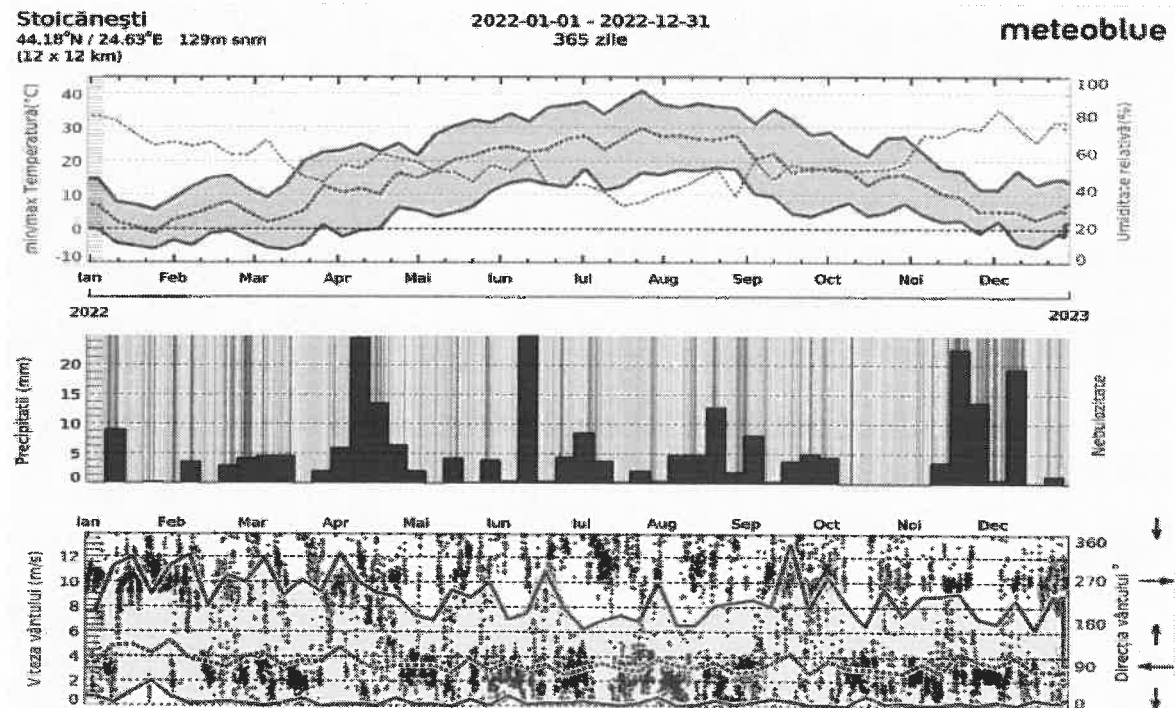 Stoicănești
2022-01-01 - 2022-12-31
meteoblue
44.18°N / 24.63°E 129m snm
365 zile
(12 x 12 km)
min/max Temperatură(°C)
40
30
20
10
0
-10
100
80
60
40
20
0
Umiditate relativă(%)
Ian Feb Mar Apr Mai Iun Iul Aug Sep Oct Noi Dec
2022
2023
Precipitații (mm)
20
15
10
5
0
Nebulozitate
Ian Feb Mar Apr Mai Iun Iul Aug Sep Oct Noi Dec
V teza vântului (m/s)
12
10
8
6
4
2
0
360
270
180
90
0
Direcția vântului °